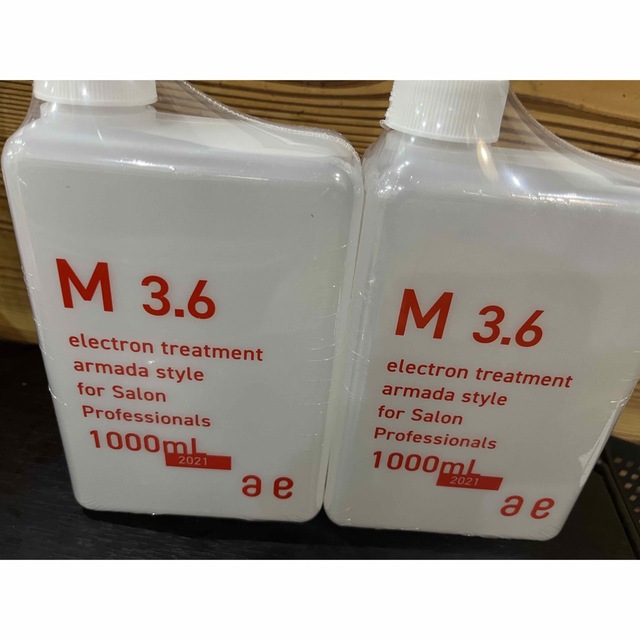 M 3.6
electron treatment
armada style
for Salon
Professionals
1000mL
2021
ae
M 3.6
electron treatment
armada style
for Salon
Professionals
1000mL
2021
ae